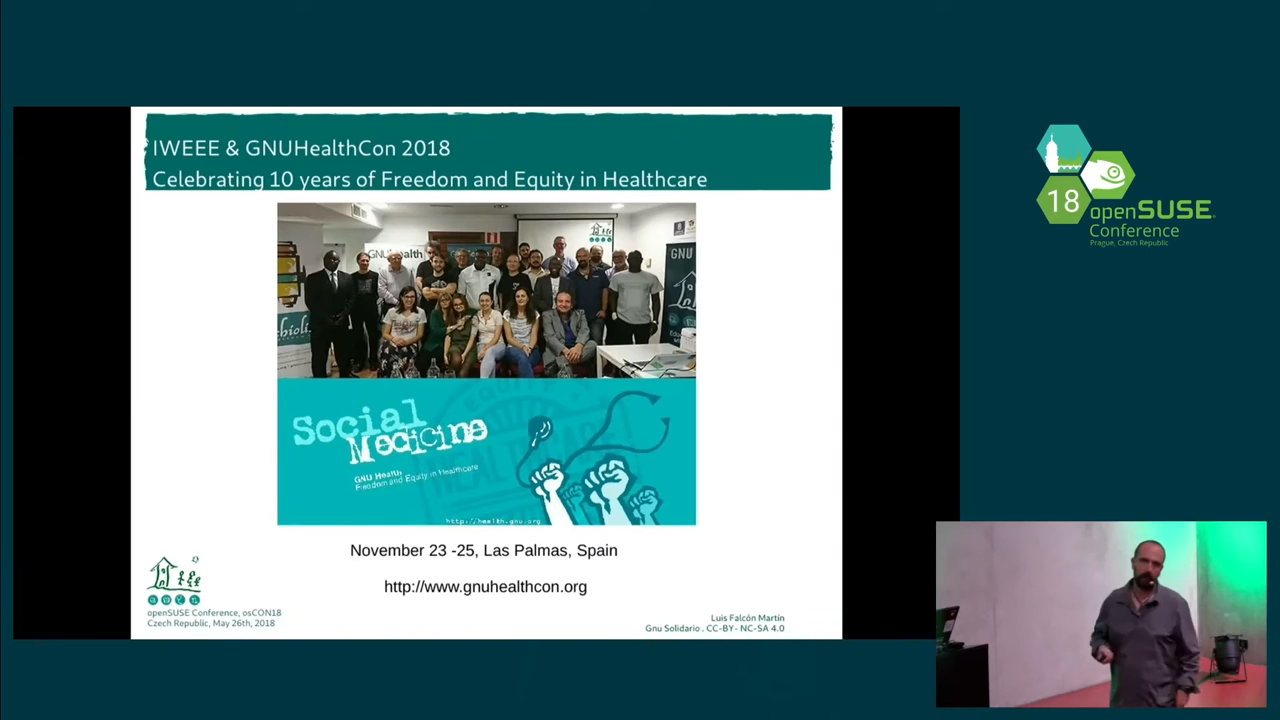 IWEEE & GNUHealthCon 2018
Celebrating 10 years of Freedom and Equity in Healthcare
GNU Health
GNU
Social
Medicine
GNU Health
Freedom and Equity in Healthcare
http://health.gnu.org
November 23 -25, Las Palmas, Spain
http://www.gnuhealthcon.org
openSUSE Conference, osCON18
Czech Republic, May 26th, 2018
Luis Falcón Martín
Gnu Solidario . CC-BY- NC-SA 4.0
18
openSUSE
Conference
Prague, Czech Republic